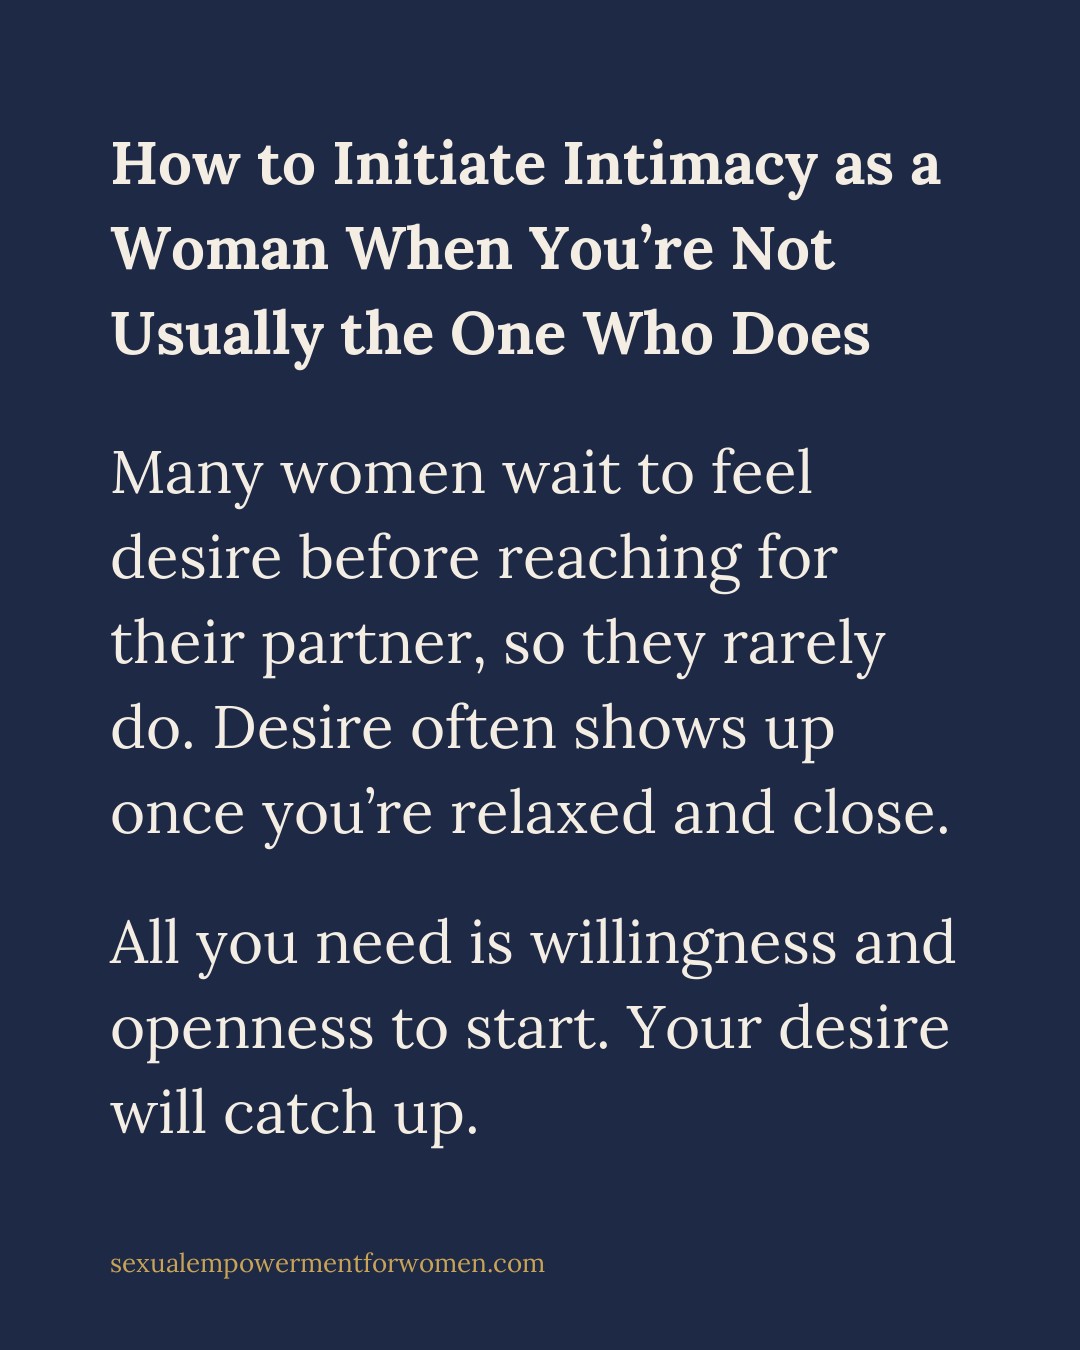 How to Initiate Intimacy as a
Woman When You’re Not
Usually the One Who Does
Many women wait to feel
desire before reaching for
their partner, so they rarely
do. Desire often shows up
once you’re relaxed and close.
All you need is willingness and
openness to start. Your desire
will catch up.
sexualempowermentforwomen.com